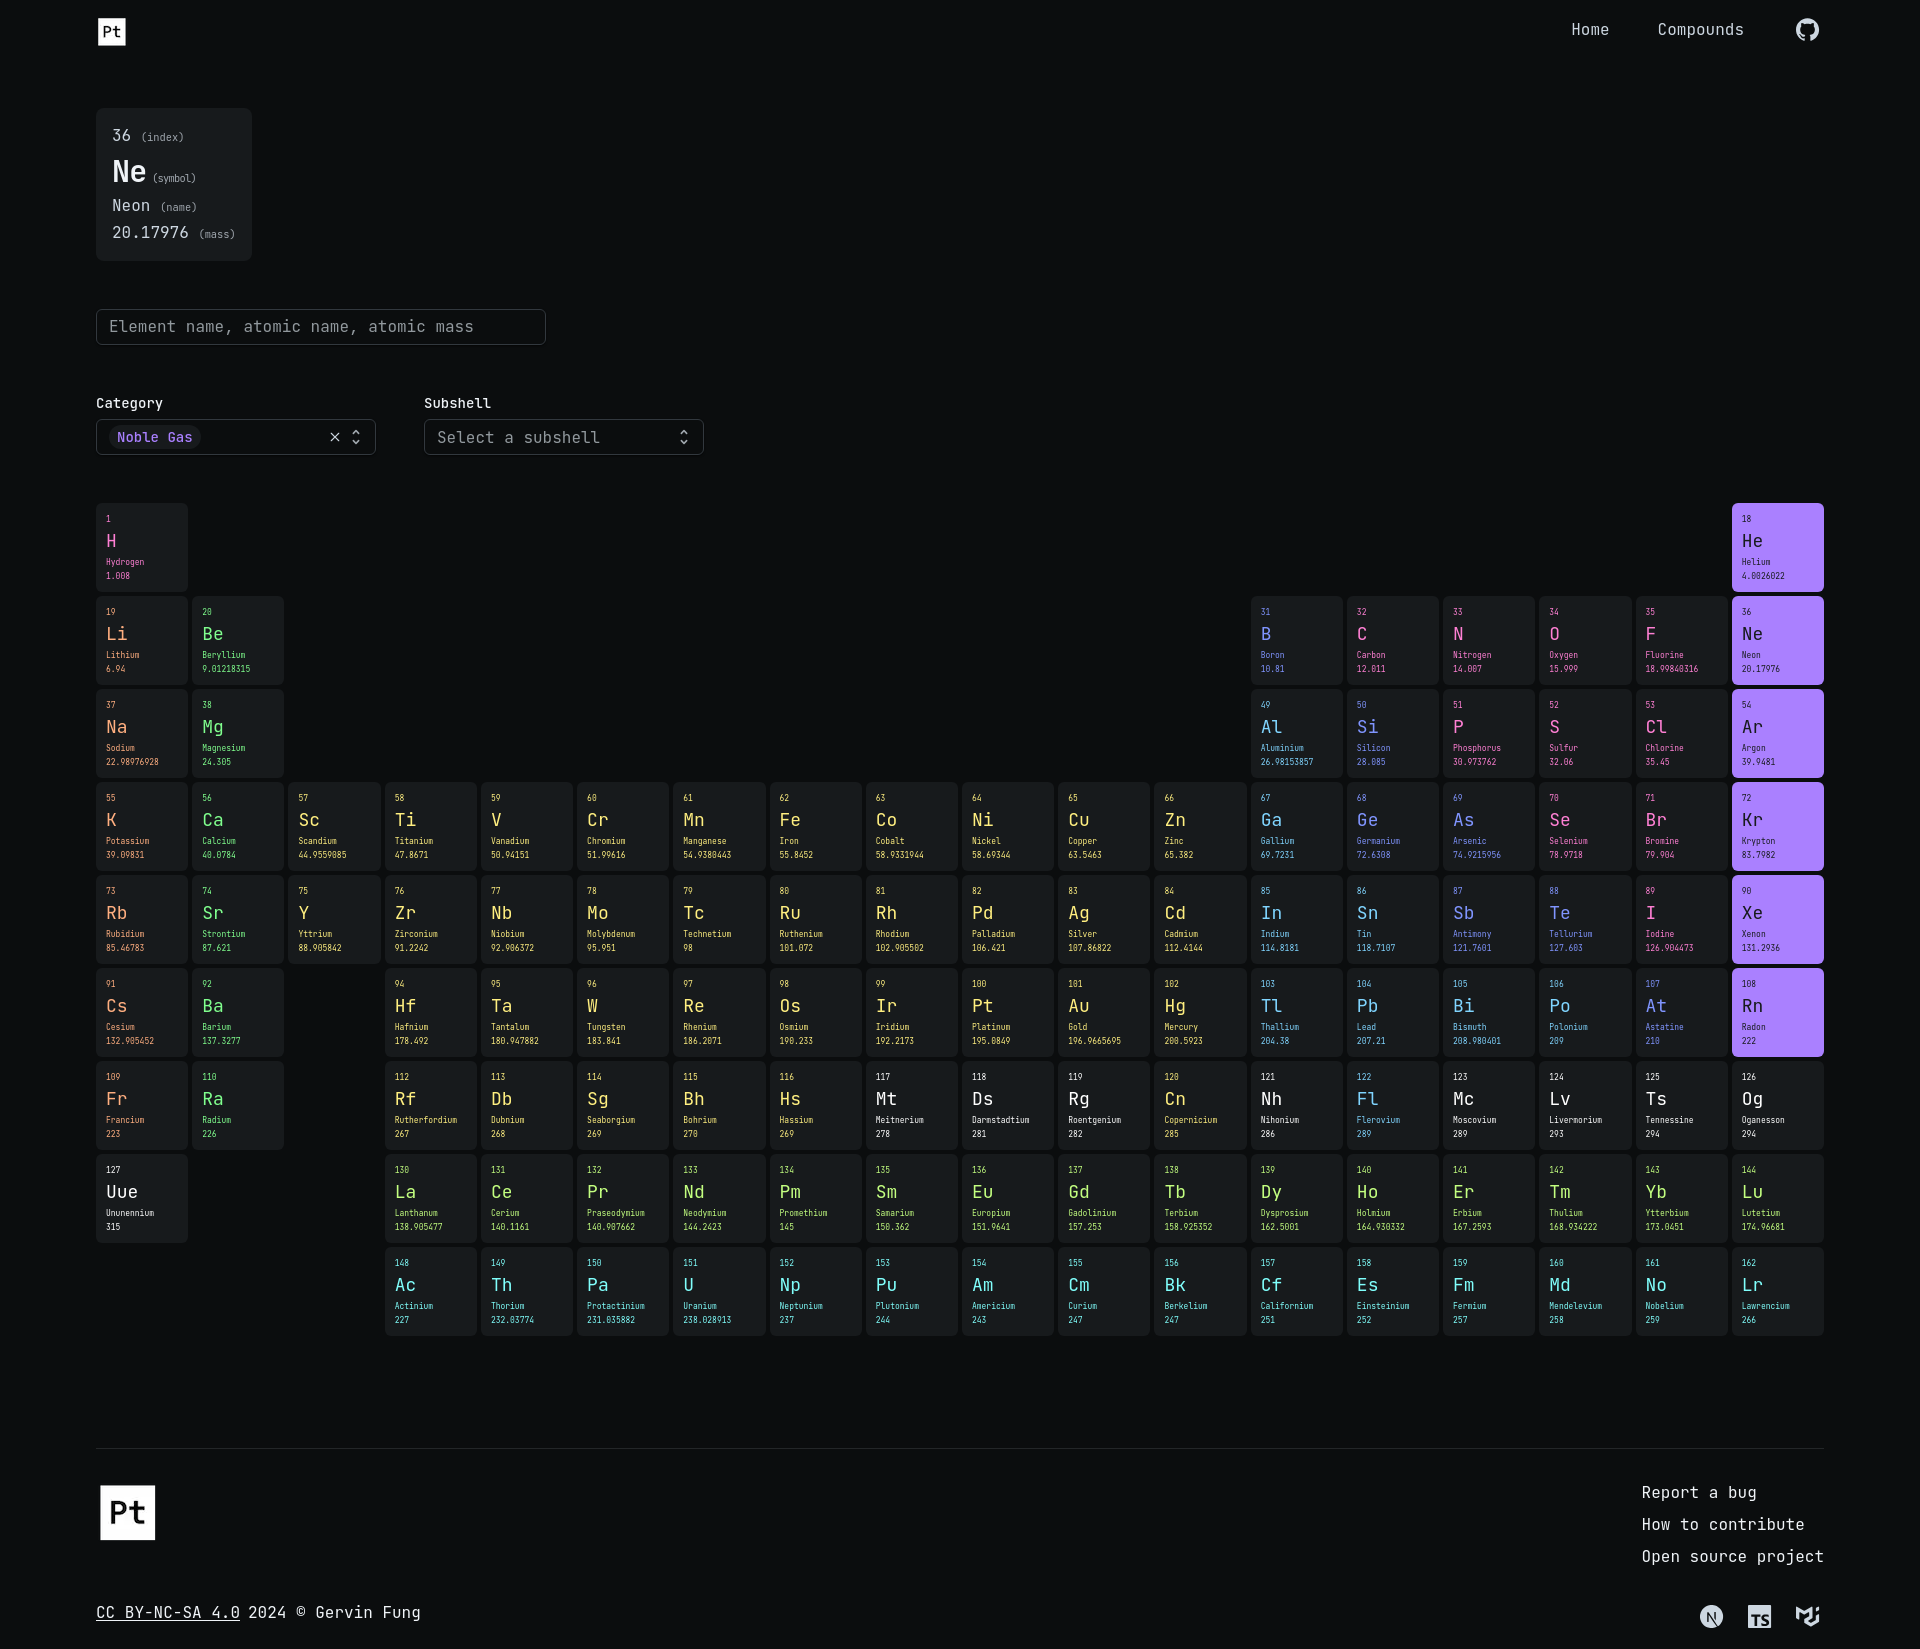 Pt
Home Compounds
36 (index)
Ne (symbol)
Neon (name)
20.17976 (mass)
Element name, atomic name, atomic mass
Category Subshell
Noble Gas Select a subshell
1 18
H He
Hydrogen Helium
1.008 4.0026022
19 20 31 32 33 34 35 36
Li Be B C N O F Ne
Lithium Beryllium Boron Carbon Nitrogen Oxygen Fluorine Neon
6.94 9.01218315 10.81 12.011 14.007 15.999 18.99840316 20.17976
37 38 49 50 51 52 53 54
Na Mg Al Si P S Cl Ar
Sodium Magnesium Aluminium Silicon Phosphorus Sulfur Chlorine Argon
22.98976928 24.305 26.98153857 28.085 30.973762 32.06 35.45 39.9481
55 56 57 58 59 60 61 62 63 64 65 66 67 68 69 70 71 72
K Ca Sc Ti V Cr Mn Fe Co Ni Cu Zn Ga Ge As Se Br Kr
Potassium Calcium Scandium Titanium Vanadium Chromium Manganese Iron Cobalt Nickel Copper Zinc Gallium Germanium Arsenic Selenium Bromine Krypton
39.09831 40.0784 44.9559085 47.8671 50.94151 51.99616 54.9380443 55.8452 58.9331944 58.69344 63.5463 65.382 69.7231 72.6308 74.9215956 78.9718 79.904 83.7982
73 74 75 76 77 78 79 80 81 82 83 84 85 86 87 88 89 90
Rb Sr Y Zr Nb Mo Tc Ru Rh Pd Ag Cd In Sn Sb Te I Xe
Rubidium Strontium Yttrium Zirconium Niobium Molybdenum Technetium Ruthenium Rhodium Palladium Silver Cadmium Indium Tin Antimony Tellurium Iodine Xenon
85.46783 87.621 88.905842 91.2242 92.906372 95.951 98 101.072 102.905502 106.421 107.86822 112.4144 114.8181 118.7107 121.7601 127.603 126.904473 131.2936
91 92 94 95 96 97 98 99 100 101 102 103 104 105 106 107 108
Cs Ba Hf Ta W Re Os Ir Pt Au Hg Tl Pb Bi Po At Rn
Cesium Barium Hafnium Tantalum Tungsten Rhenium Osmium Iridium Platinum Gold Mercury Thallium Lead Bismuth Polonium Astatine Radon
132.905452 137.3277 178.492 180.947882 183.841 186.2071 190.233 192.2173 195.0849 196.9665695 200.5923 204.38 207.21 208.980401 209 210 222
109 110 112 113 114 115 116 117 118 119 120 121 122 123 124 125 126
Fr Ra Rf Db Sg Bh Hs Mt Ds Rg Cn Nh Fl Mc Lv Ts Og
Francium Radium Rutherfordium Dubnium Seaborgium Bohrium Hassium Meitnerium Darmstadtium Roentgenium Copernicium Nihonium Flerovium Moscovium Livermorium Tennessine Oganesson
223 226 267 268 269 270 269 278 281 282 285 286 289 289 293 294 294
127 130 131 132 133 134 135 136 137 138 139 140 141 142 143 144
Uue La Ce Pr Nd Pm Sm Eu Gd Tb Dy Ho Er Tm Yb Lu
Ununennium Lanthanum Cerium Praseodymium Neodymium Promethium Samarium Europium Gadolinium Terbium Dysprosium Holmium Erbium Thulium Ytterbium Lutetium
315 138.905477 140.1161 140.907662 144.2423 145 150.362 151.9641 157.253 158.925352 162.5001 164.930332 167.2593 168.934222 173.0451 174.96681
148 149 150 151 152 153 154 155 156 157 158 159 160 161 162
Ac Th Pa U Np Pu Am Cm Bk Cf Es Fm Md No Lr
Actinium Thorium Protactinium Uranium Neptunium Plutonium Americium Curium Berkelium Californium Einsteinium Fermium Mendelevium Nobelium Lawrencium
227 232.03774 231.035882 238.028913 237 244 243 247 247 251 252 257 258 259 266
Pt
Report a bug
How to contribute
Open source project
CC BY-NC-SA 4.0 2024 © Gervin Fung
N TS